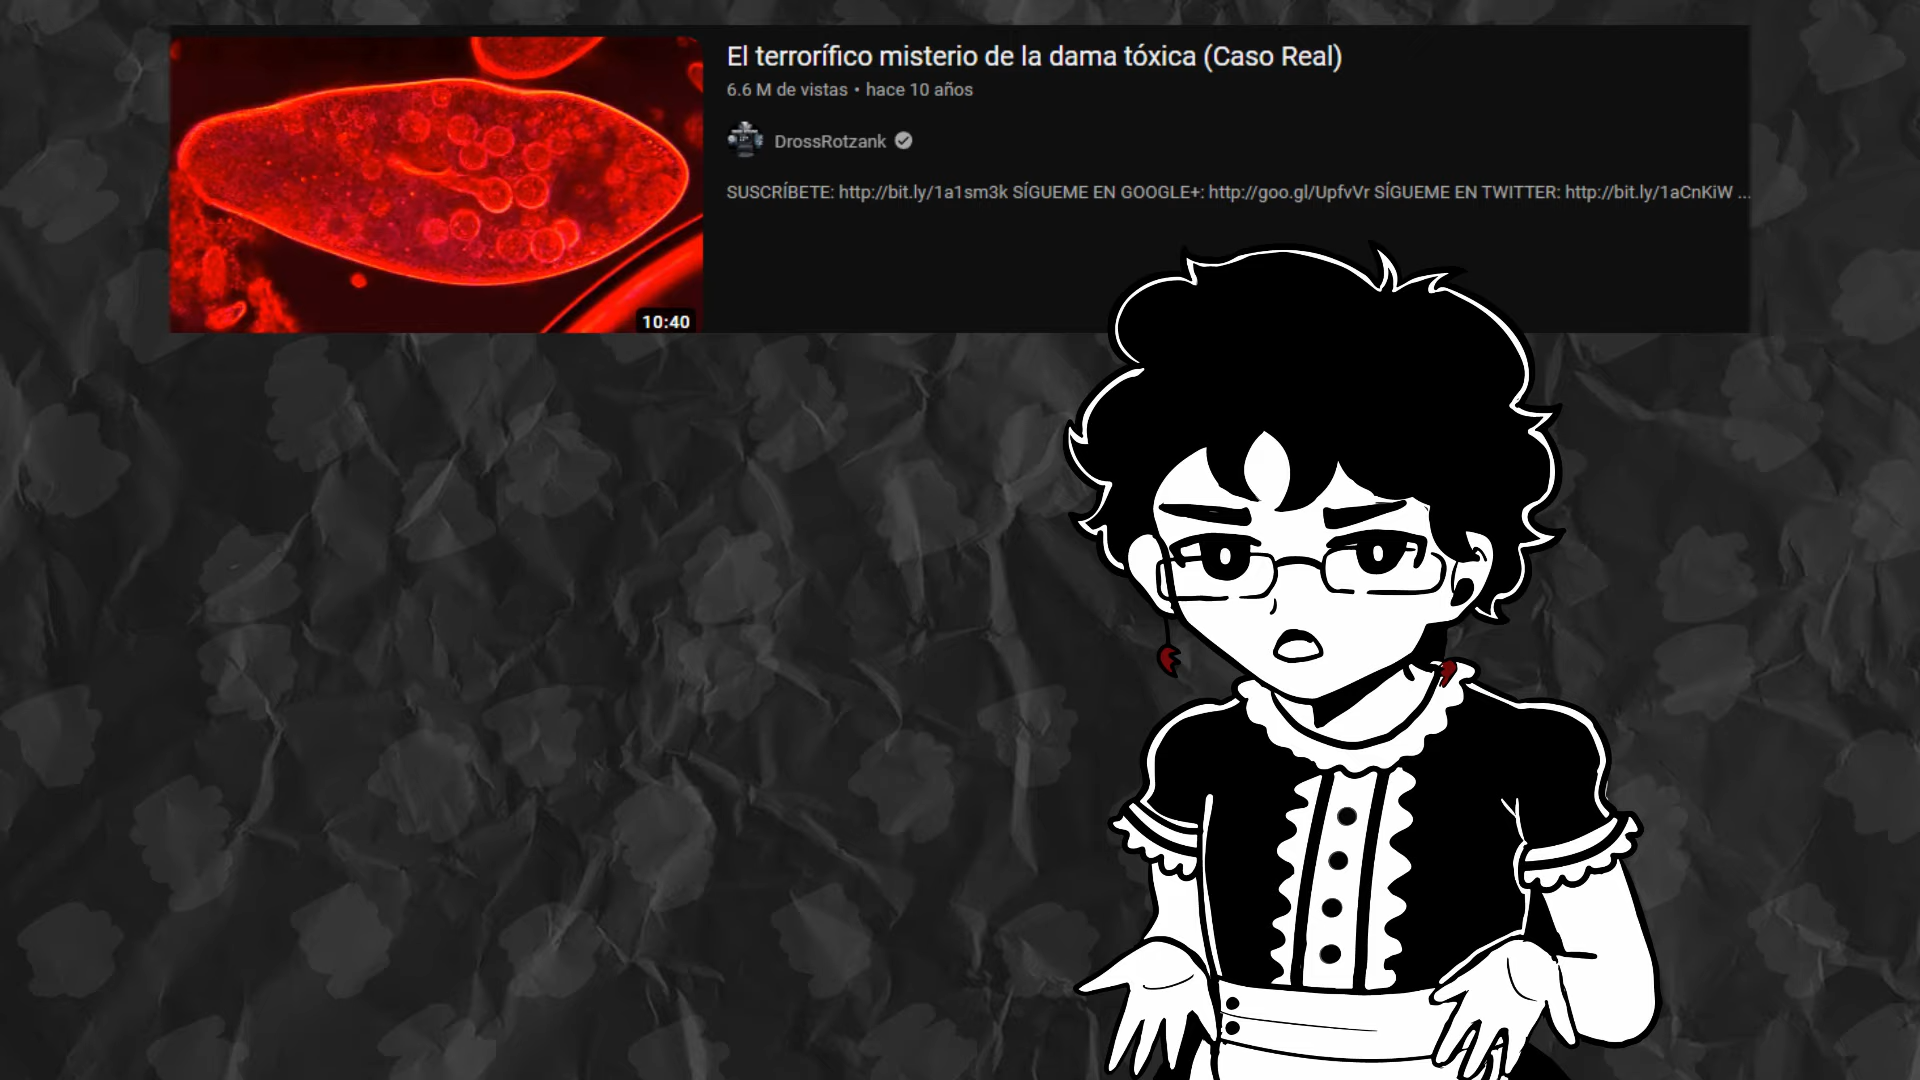 El terrorífico misterio de la dama tóxica (Caso Real)
6.6 M de vistas • hace 10 años
DrossRotzank
SUSCRÍBETE: http://bit.ly/1a1sm3k SÍGUEME EN GOOGLE+: http://goo.gl/UpfvVr SÍGUEME EN TWITTER: http://bit.ly/1aCnKiW ...
10:40